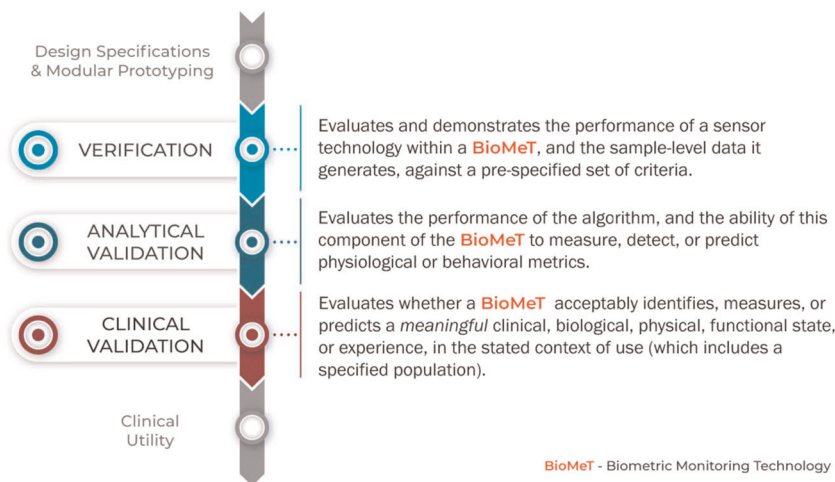 Design Specifications
& Modular Prototyping
VERIFICATION
Evaluates and demonstrates the performance of a sensor
technology within a BioMeT, and the sample-level data it
generates, against a pre-specified set of criteria.
ANALYTICAL
VALIDATION
Evaluates the performance of the algorithm, and the ability of this
component of the BioMeT to measure, detect, or predict
physiological or behavioral metrics.
CLINICAL
VALIDATION
Evaluates whether a BioMeT acceptably identifies, measures, or
predicts a meaningful clinical, biological, physical, functional state,
or experience, in the stated context of use (which includes a
specified population).
Clinical
Utility
BioMeT - Biometric Monitoring Technology